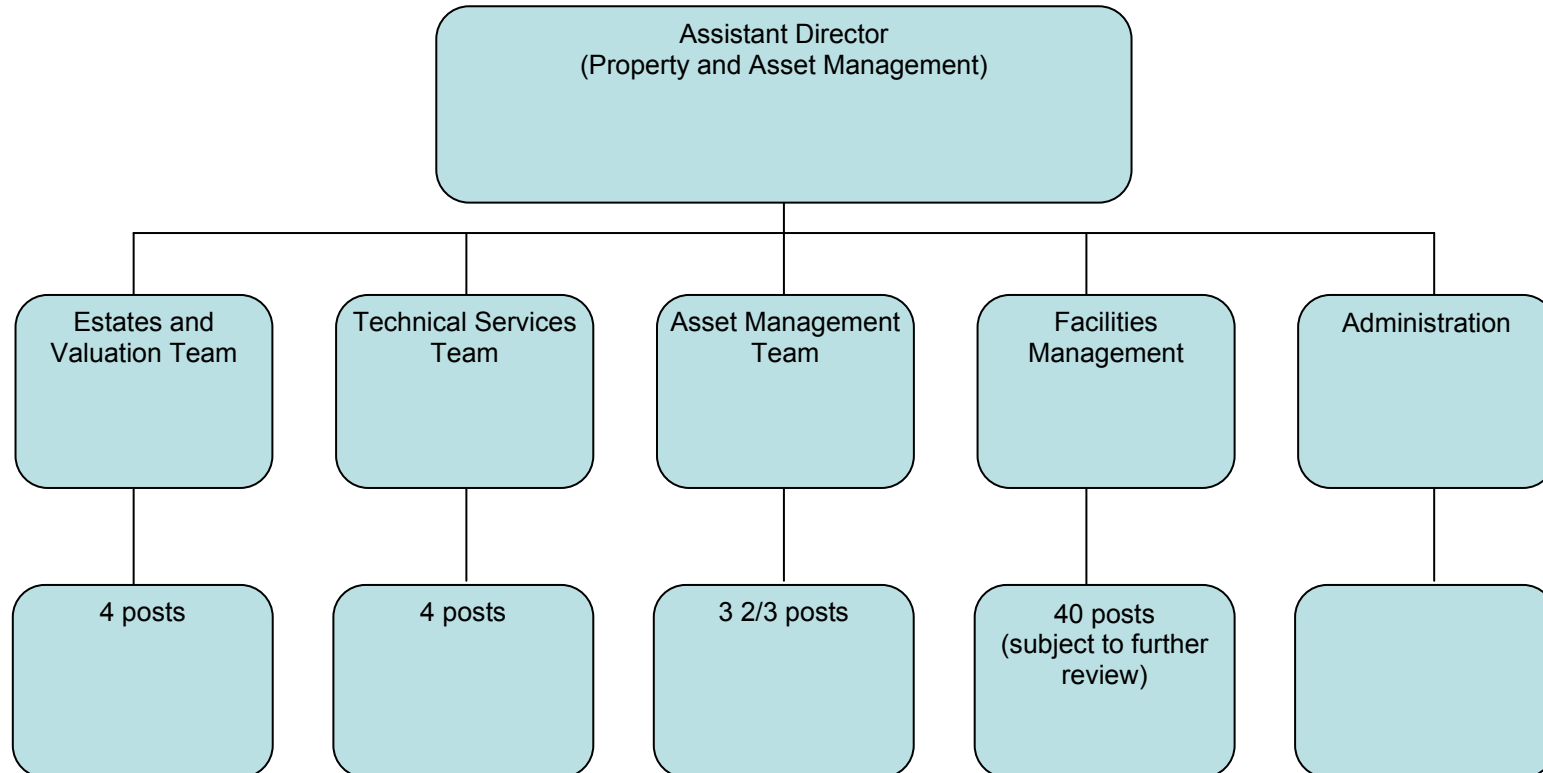 Assistant Director
(Property and Asset Management)
Estates and
Valuation Team
Technical Services
Team
Asset Management
Team
Facilities
Management
Administration
4 posts
4 posts
3 2/3 posts
40 posts
(subject to further
review)